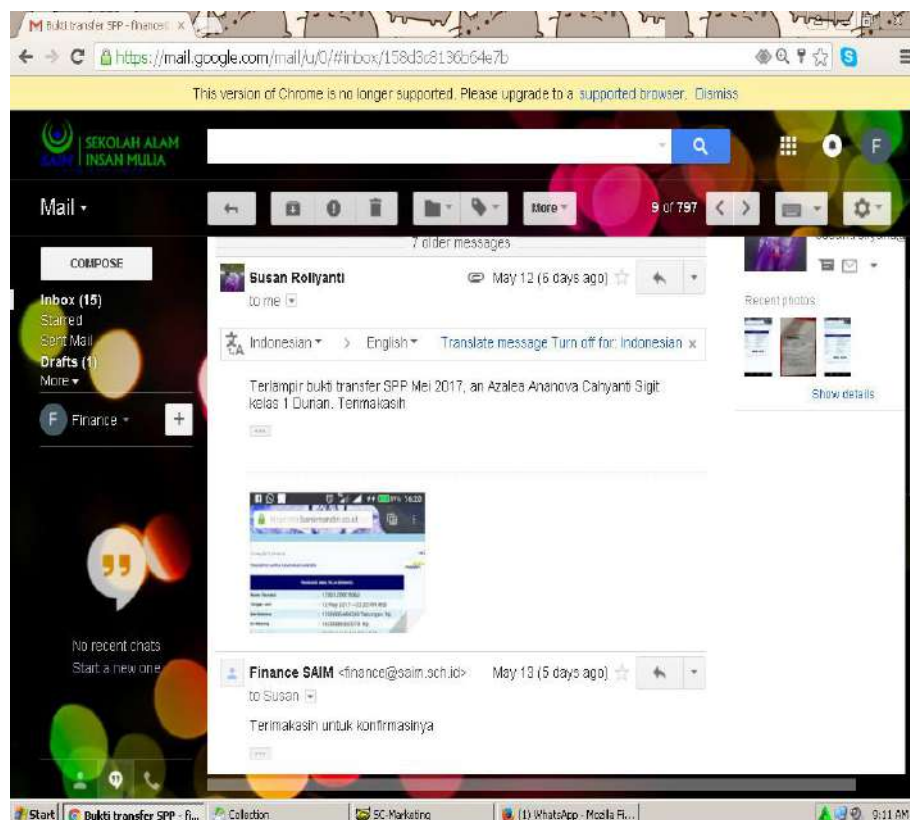 Bukti transfer SPP - finance
https://mail.google.com/mail/u/0/#inbox/158d3c8136b64e7b
This version of Chrome is no longer supported. Please upgrade to a supported browser. Dismiss
SEKOLAH ALAM
INSAN MULIA
F
Mail
More
9 of 797
COMPOSE
Inbox (15)
Starred
Sent Mail
Drafts (1)
More
F Finance
+
No recent chats
Start a new one
7 older messages
Susan Roliyanti
May 12 (6 days ago)
to me
Indonesian > English Translate message Turn off for: Indonesian x
Terlampir bukti transfer SPP Mei 2017, an Azalea Ananova Cahyanti Sigit
kelas 1 Durian. Terimakasih
16:20
Finance SAIM <finance@saim.sch.id> May 13 (5 days ago)
to Susan
Terimakasih untuk konfirmasinya
Recent photos
Show details
Start
Bukti transfer SPP - fi...
Collection
SC-Marketing
(1) WhatsApp - Mozilla Fi...
9:11 AM